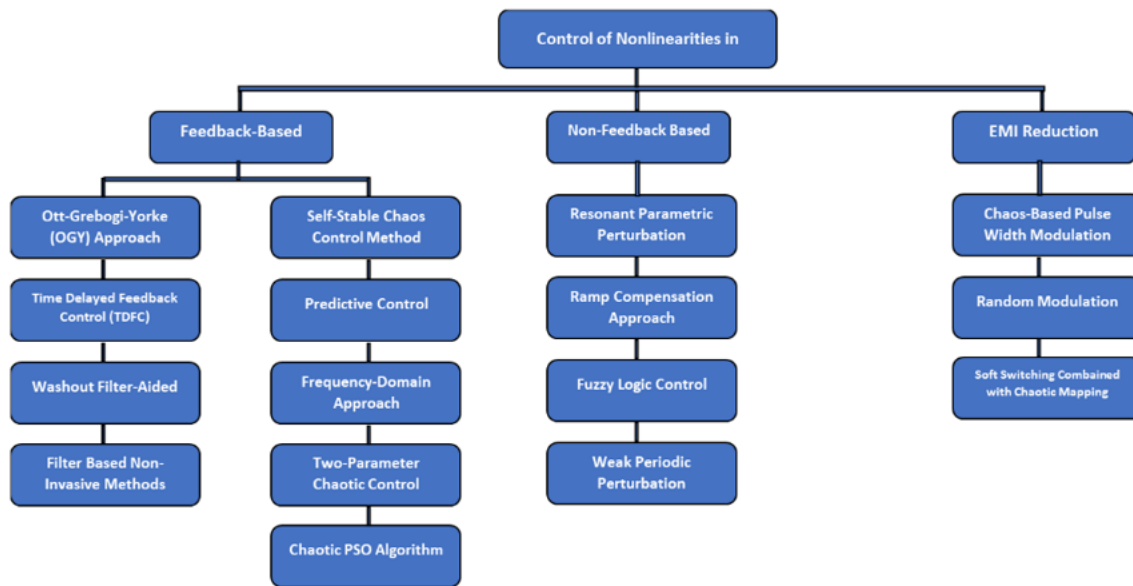 Control of Nonlinearities in
Feedback-Based
Non-Feedback Based
EMI Reduction
Ott-Grebogi-Yorke
(OGY) Approach
Self-Stable Chaos
Control Method
Resonant Parametric
Perturbation
Chaos-Based Pulse
Width Modulation
Time Delayed Feedback
Control (TDFC)
Predictive Control
Ramp Compensation
Approach
Random Modulation
Washout Filter-Aided
Frequency-Domain
Approach
Fuzzy Logic Control
Soft Switching Combained
with Chaotic Mapping
Filter Based Non-
Invasive Methods
Two-Parameter
Chaotic Control
Weak Periodic
Perturbation
Chaotic PSO Algorithm